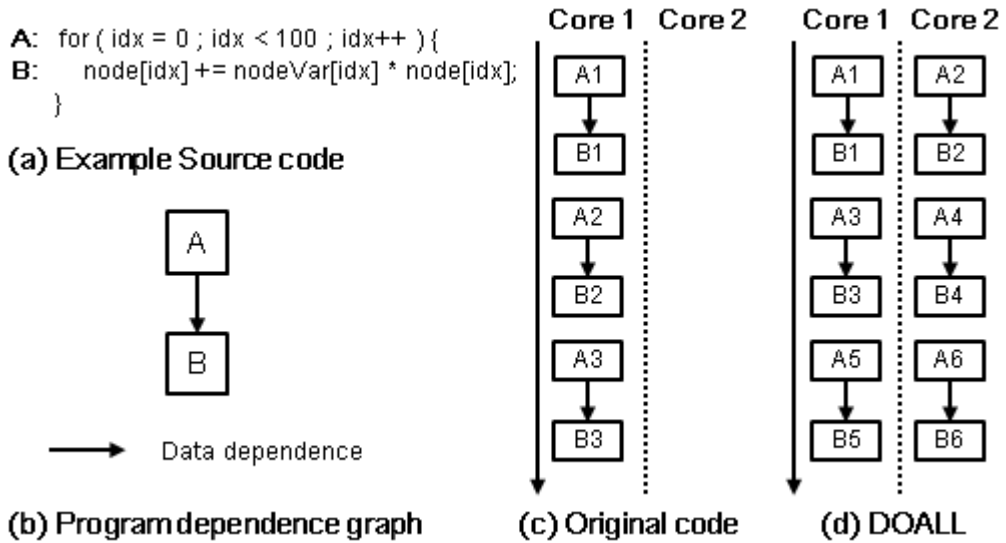 A: for ( idx = 0 ; idx < 100 ; idx++ ) {
B: node[idx] += nodeVar[idx] * node[idx];
}
(a) Example Source code
A
B
Data dependence
(b) Program dependence graph
Core 1 Core 2
A1
B1
A2
B2
A3
B3
(c) Original code
Core 1 Core 2
A1 A2
B1 B2
A3 A4
B3 B4
A5 A6
B5 B6
(d) DOALL